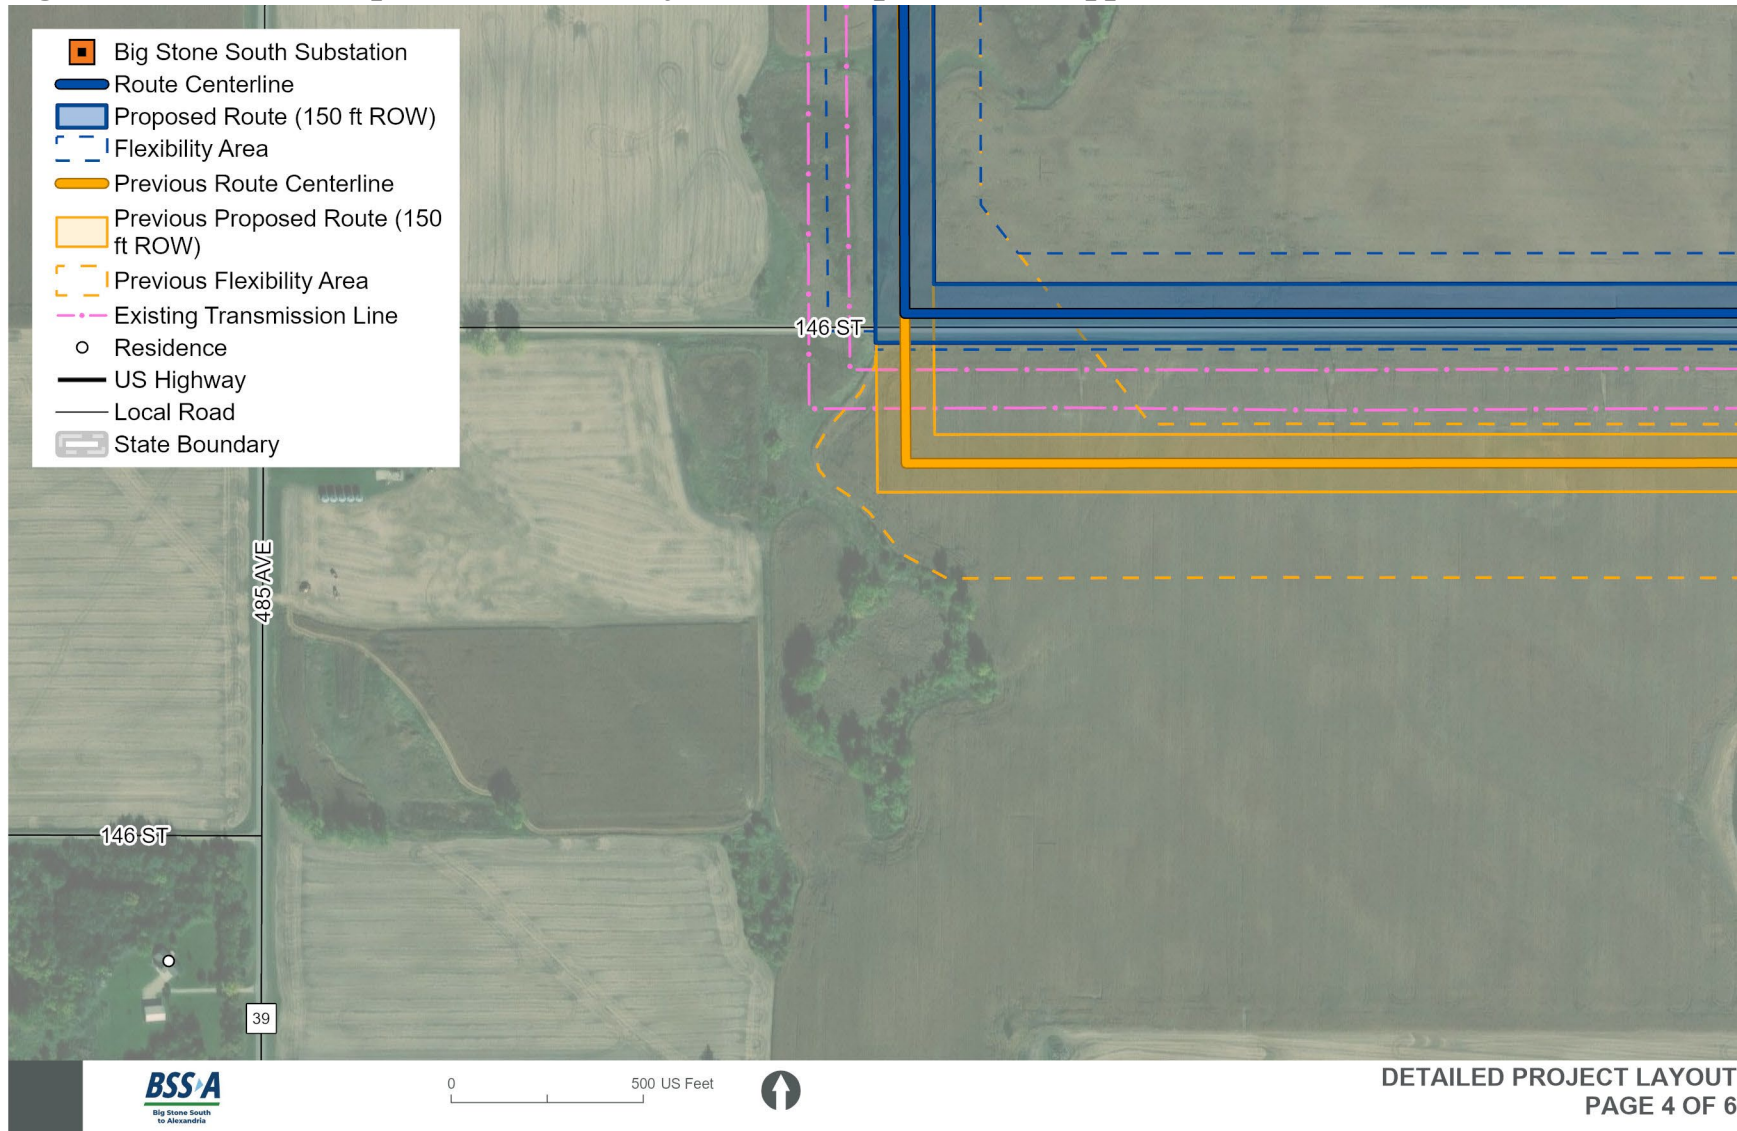 Big Stone South Substation
Route Centerline
Proposed Route (150 ft ROW)
Flexibility Area
Previous Route Centerline
Previous Proposed Route (150
ft ROW)
Previous Flexibility Area
Existing Transmission Line
Residence
US Highway
Local Road
State Boundary
146 ST
485 AVE
146 ST
39
BSS A
Big Stone South
to Alexandria
0 500 US Feet
DETAILED PROJECT LAYOUT
PAGE 4 OF 6